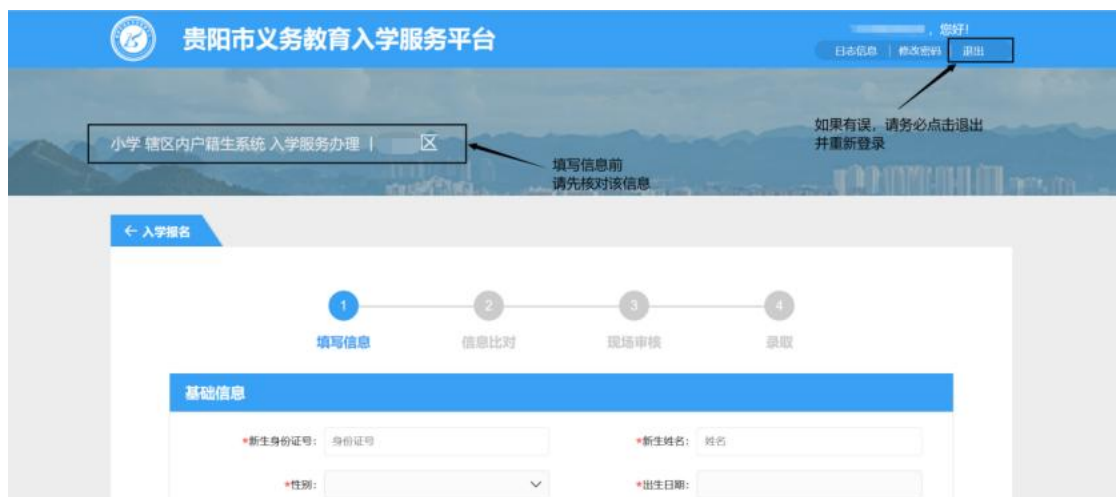 贵阳市义务教育入学服务平台
，您好!
日志信息 | 修改密码 | 退出
如果有误，请务必点击退出
并重新登录
小学 辖区内户籍生系统 入学服务办理 | 区
填写信息前
请先核对该信息
← 入学报名
1 2 3 4
填写信息 信息比对 现场审核 录取
基础信息
*新生身份证号： 身份证号 *新生姓名： 姓名
*性别： *出生日期：